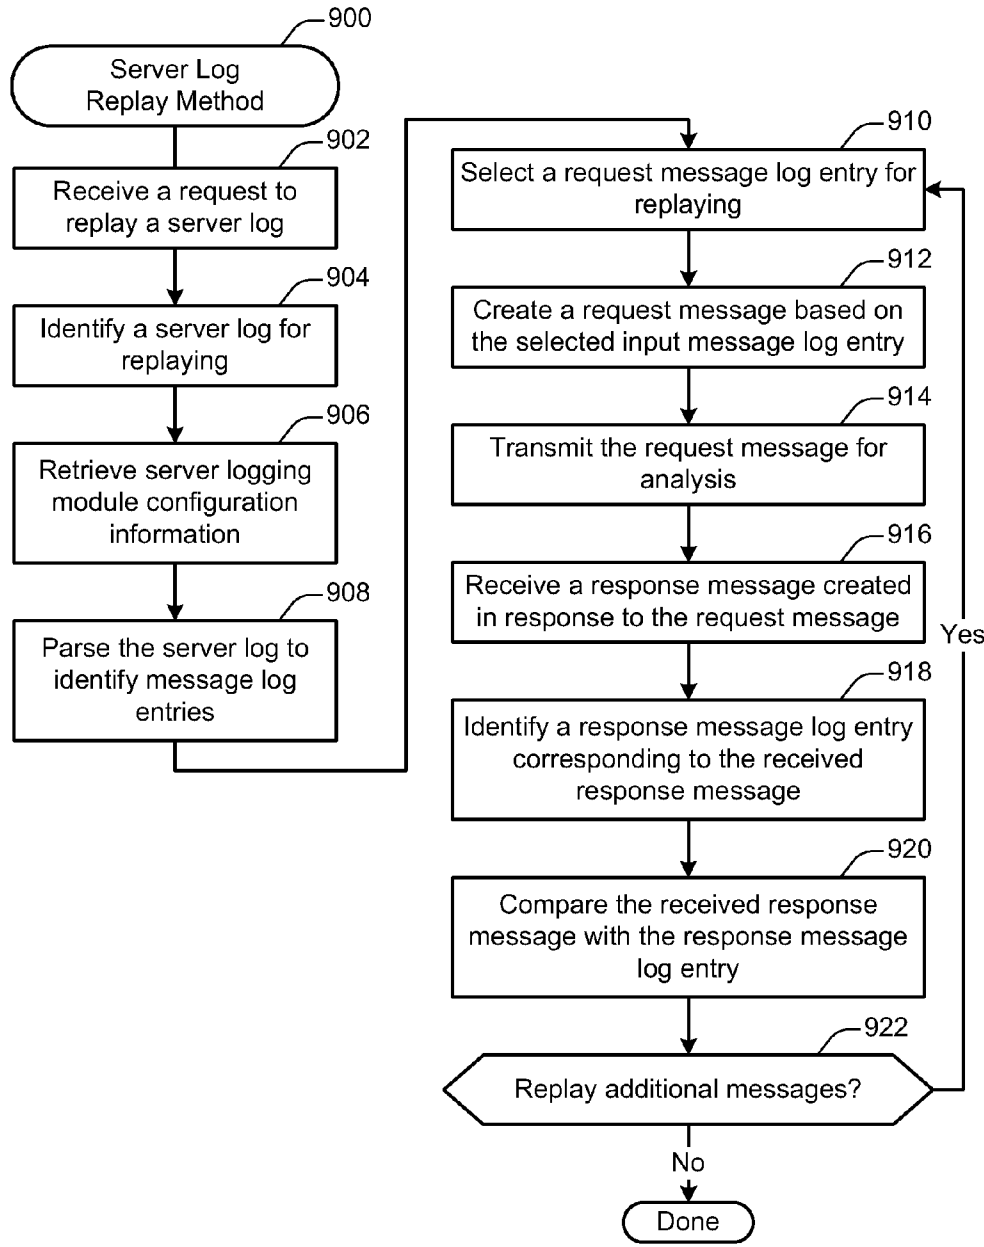 900
Server Log
Replay Method
902
Receive a request to
replay a server log
904
Identify a server log for
replaying
906
Retrieve server logging
module configuration
information
908
Parse the server log to
identify message log
entries
910
Select a request message log entry for
replaying
912
Create a request message based on
the selected input message log entry
914
Transmit the request message for
analysis
916
Receive a response message created
in response to the request message
Yes
918
Identify a response message log entry
corresponding to the received
response message
920
Compare the received response
message with the response message
log entry
922
Replay additional messages?
No
Done